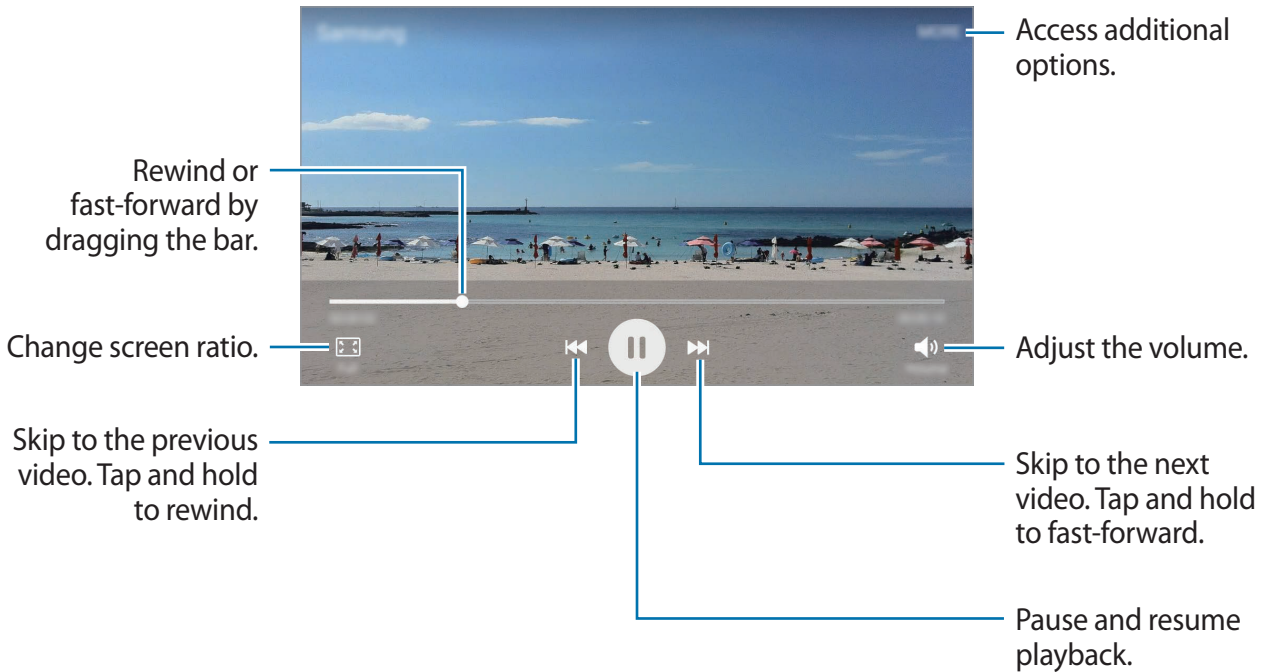 Samsung
MORE
Access additional
options.
Rewind or
fast-forward by
dragging the bar.
Change screen ratio.
Adjust the volume.
Skip to the previous
video. Tap and hold
to rewind.
Skip to the next
video. Tap and hold
to fast-forward.
Pause and resume
playback.